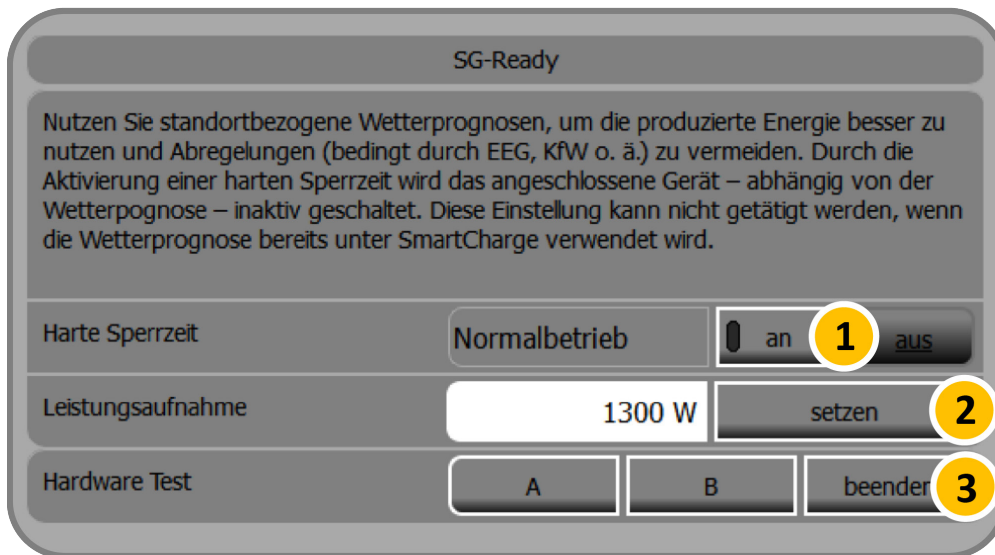 SG-Ready
Nutzen Sie standortbezogene Wetterprognosen, um die produzierte Energie besser zu
nutzen und Abregelungen (bedingt durch EEG, KfW o. ä.) zu vermeiden. Durch die
Aktivierung einer harten Sperrzeit wird das angeschlossene Gerät – abhängig von der
Wetterpognose – inaktiv geschaltet. Diese Einstellung kann nicht getätigt werden, wenn
die Wetterprognose bereits unter SmartCharge verwendet wird.
Harte Sperrzeit Normalbetrieb an 1 aus
Leistungsaufnahme 1300 W setzen 2
Hardware Test A B beenden 3